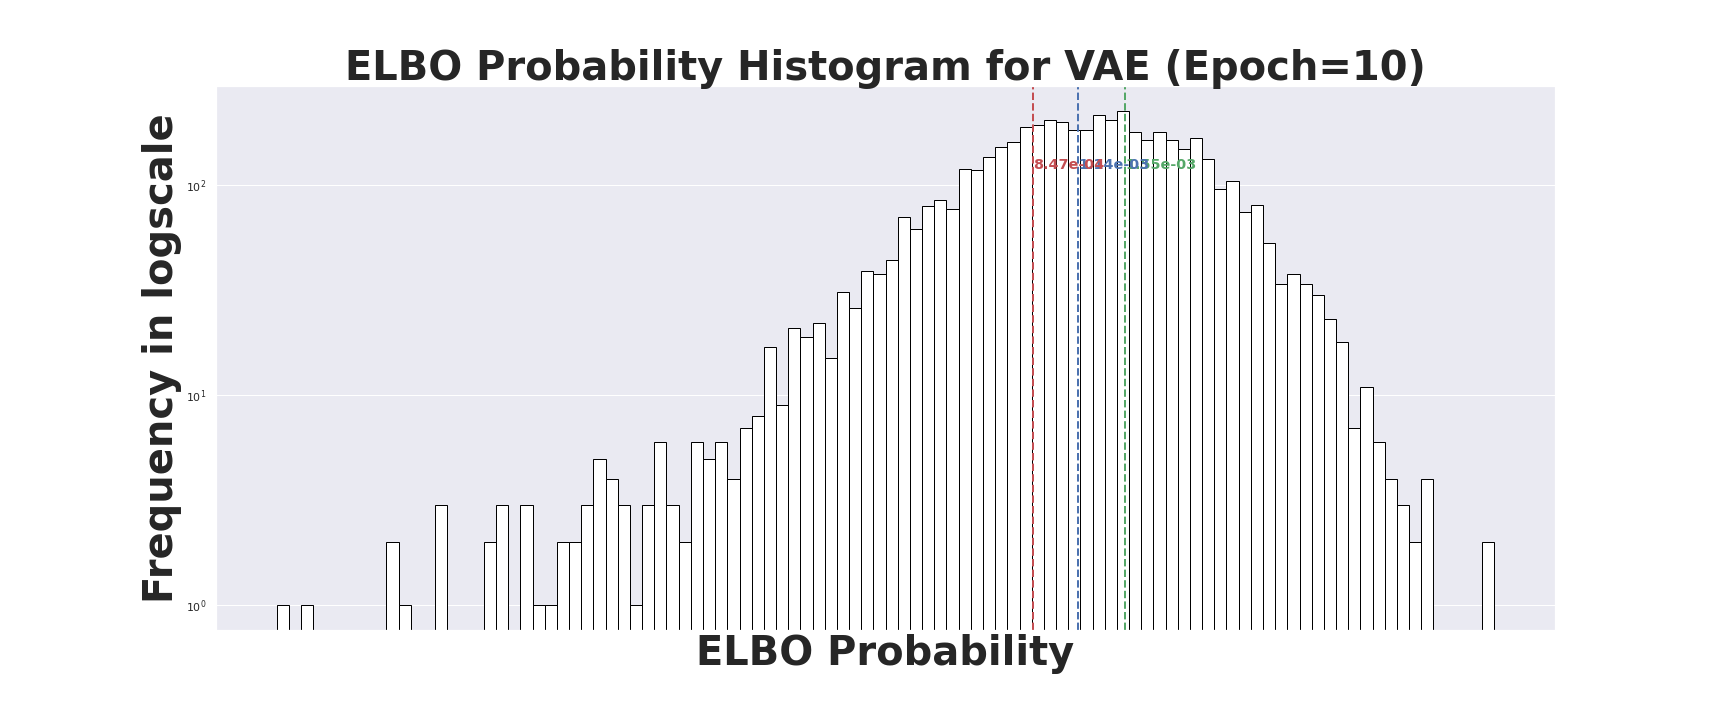 ELBO Probability Histogram for VAE (Epoch=10)
Frequency in logscale
10²
10¹
10⁰
ELBO Probability